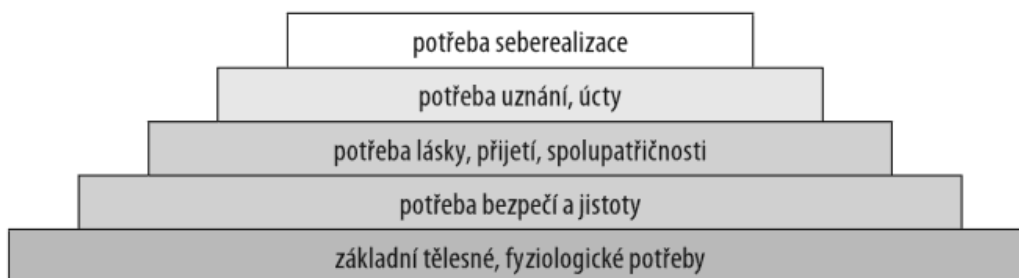 potřeba seberealizace
potřeba uznání, úcty
potřeba lásky, přijetí, spolupatřičnosti
potřeba bezpečí a jistoty
základní tělesné, fyziologické potřeby